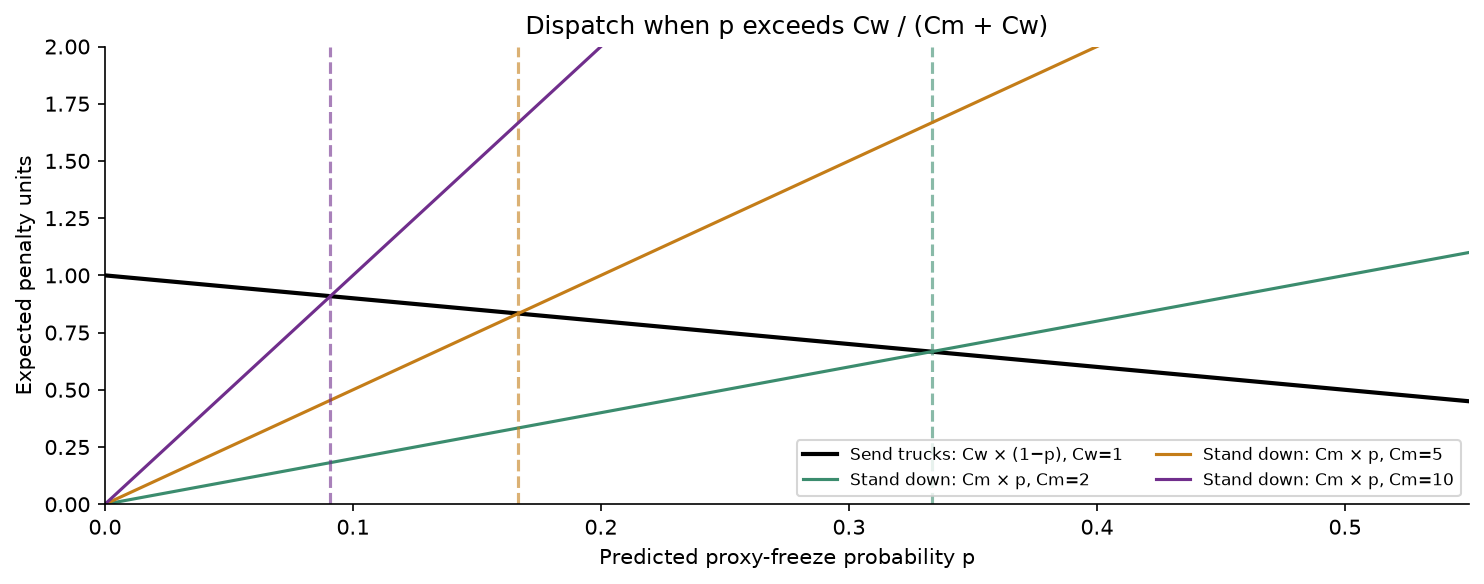 Dispatch when p exceeds Cw / (Cm + Cw)
Expected penalty units
2.00
1.75
1.50
1.25
1.00
0.75
0.50
0.25
0.00
0.0
0.1
0.2
0.3
0.4
0.5
Predicted proxy-freeze probability p
Send trucks: Cw × (1−p), Cw=1
Stand down: Cm × p, Cm=2
Stand down: Cm × p, Cm=5
Stand down: Cm × p, Cm=10